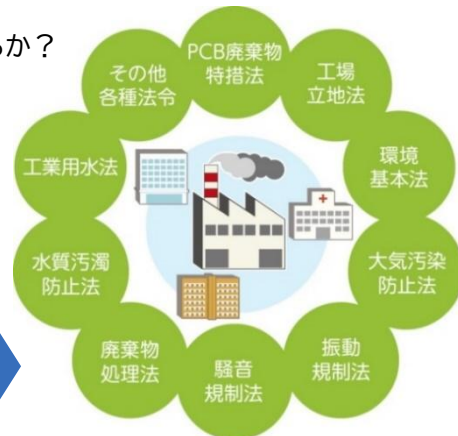 るか？
PCB廃棄物
特措法
工場
立地法
環境
基本法
大気汚染
防止法
振動
規制法
騒音
規制法
廃棄物
処理法
水質汚濁
防止法
工業用水法
その他
各種法令